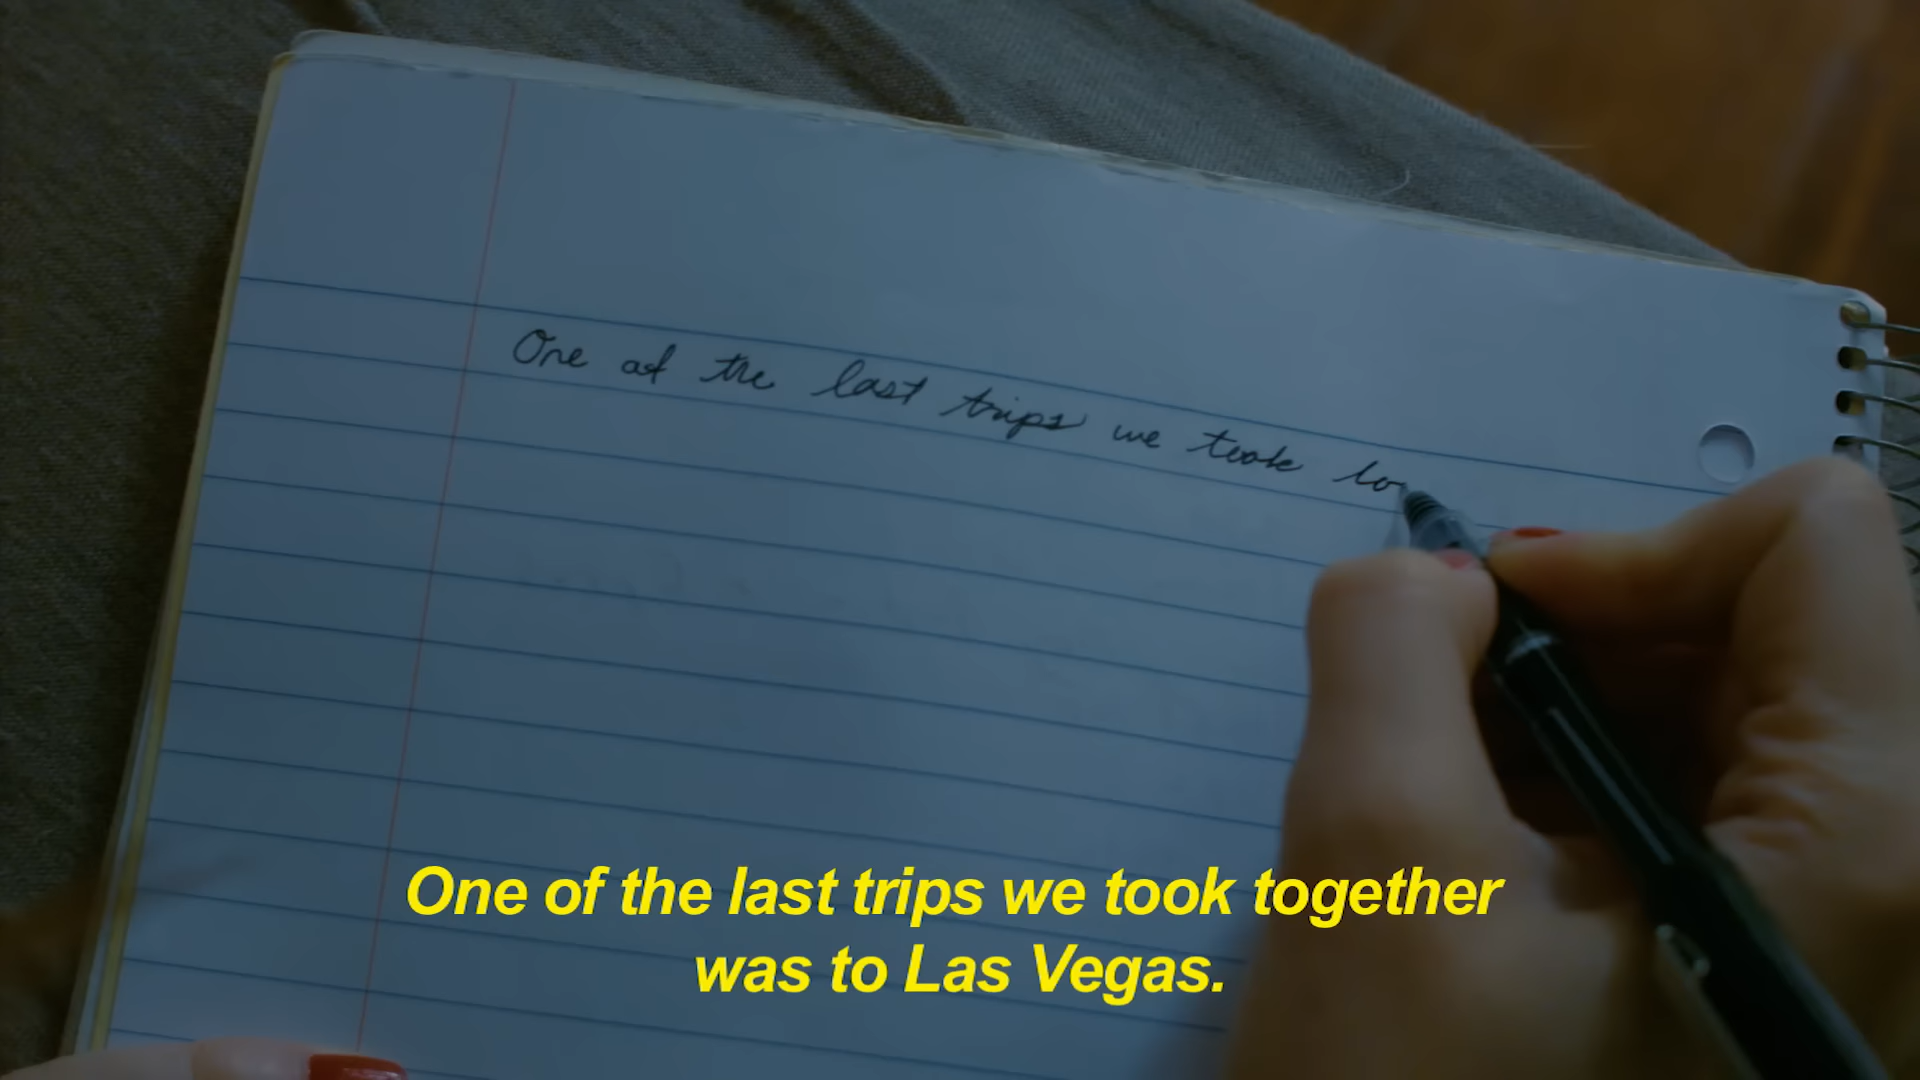 One of the last trips we took to
One of the last trips we took together
was to Las Vegas.